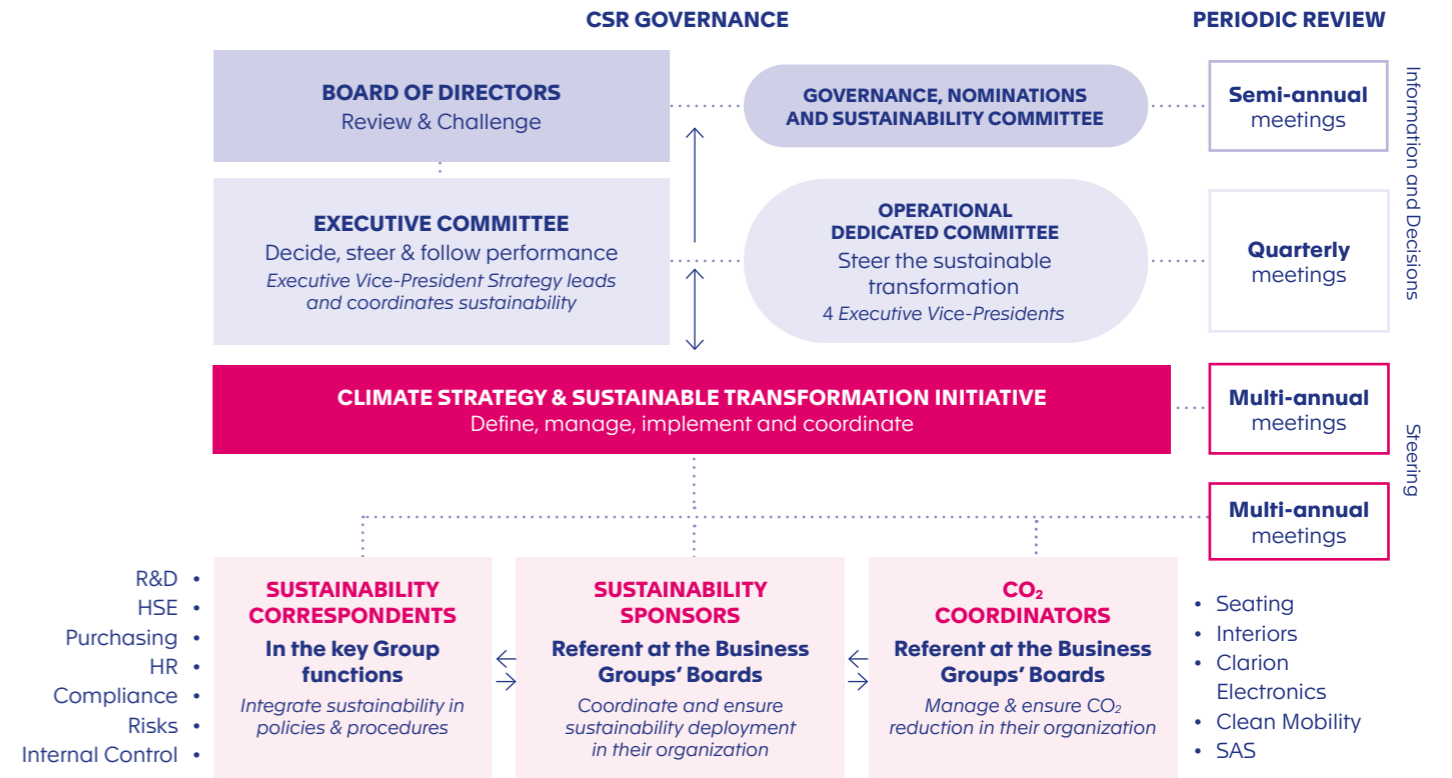 CSR GOVERNANCE
PERIODIC REVIEW
BOARD OF DIRECTORS
Review & Challenge
GOVERNANCE, NOMINATIONS
AND SUSTAINABILITY COMMITTEE
Semi-annual
meetings
Information and Decisions
EXECUTIVE COMMITTEE
Decide, steer & follow performance
Executive Vice-President Strategy leads
and coordinates sustainability
OPERATIONAL
DEDICATED COMMITTEE
Steer the sustainable
transformation
4 Executive Vice-Presidents
Quarterly
meetings
CLIMATE STRATEGY & SUSTAINABLE TRANSFORMATION INITIATIVE
Define, manage, implement and coordinate
Multi-annual
meetings
Steering
Multi-annual
meetings
R&D •
HSE •
Purchasing •
HR •
Compliance •
Risks •
Internal Control •
SUSTAINABILITY
CORRESPONDENTS
In the key Group
functions
Integrate sustainability in
policies & procedures
SUSTAINABILITY
SPONSORS
Referent at the Business
Groups' Boards
Coordinate and ensure
sustainability deployment
in their organization
CO₂
COORDINATORS
Referent at the Business
Groups' Boards
Manage & ensure CO₂
reduction in their organization
• Seating
• Interiors
• Clarion
Electronics
• Clean Mobility
• SAS